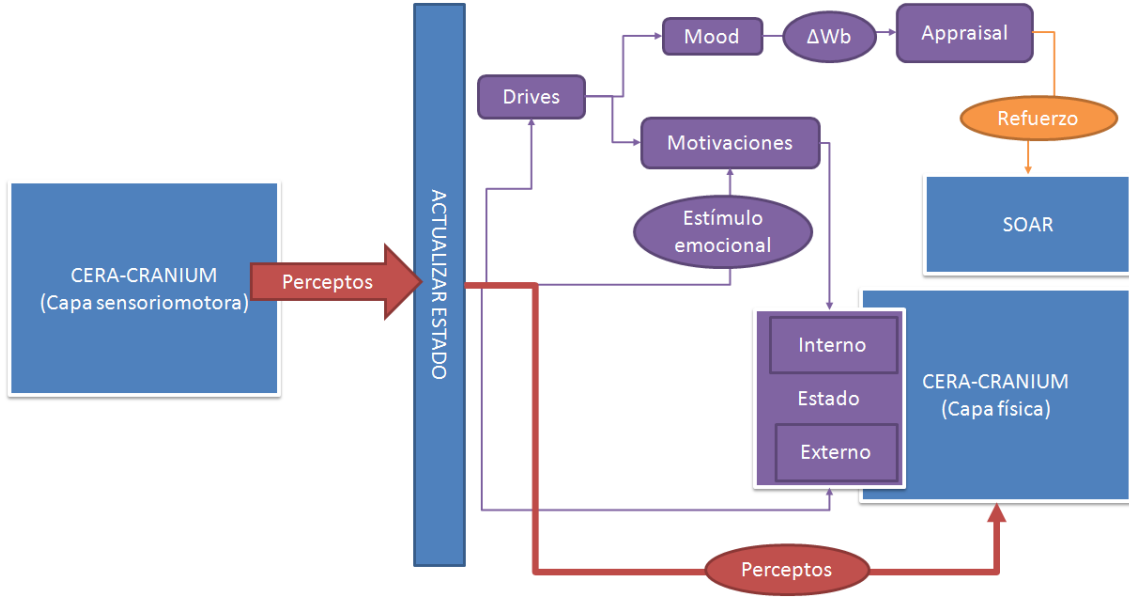 Mood
ΔWb
Appraisal
Drives
Refuerzo
Motivaciones
ACTUALIZAR ESTADO
Estímulo
emocional
SOAR
CERA-CRANIUM
(Capa sensoriomotora)
Perceptos
Interno
Estado
Externo
CERA-CRANIUM
(Capa física)
Perceptos